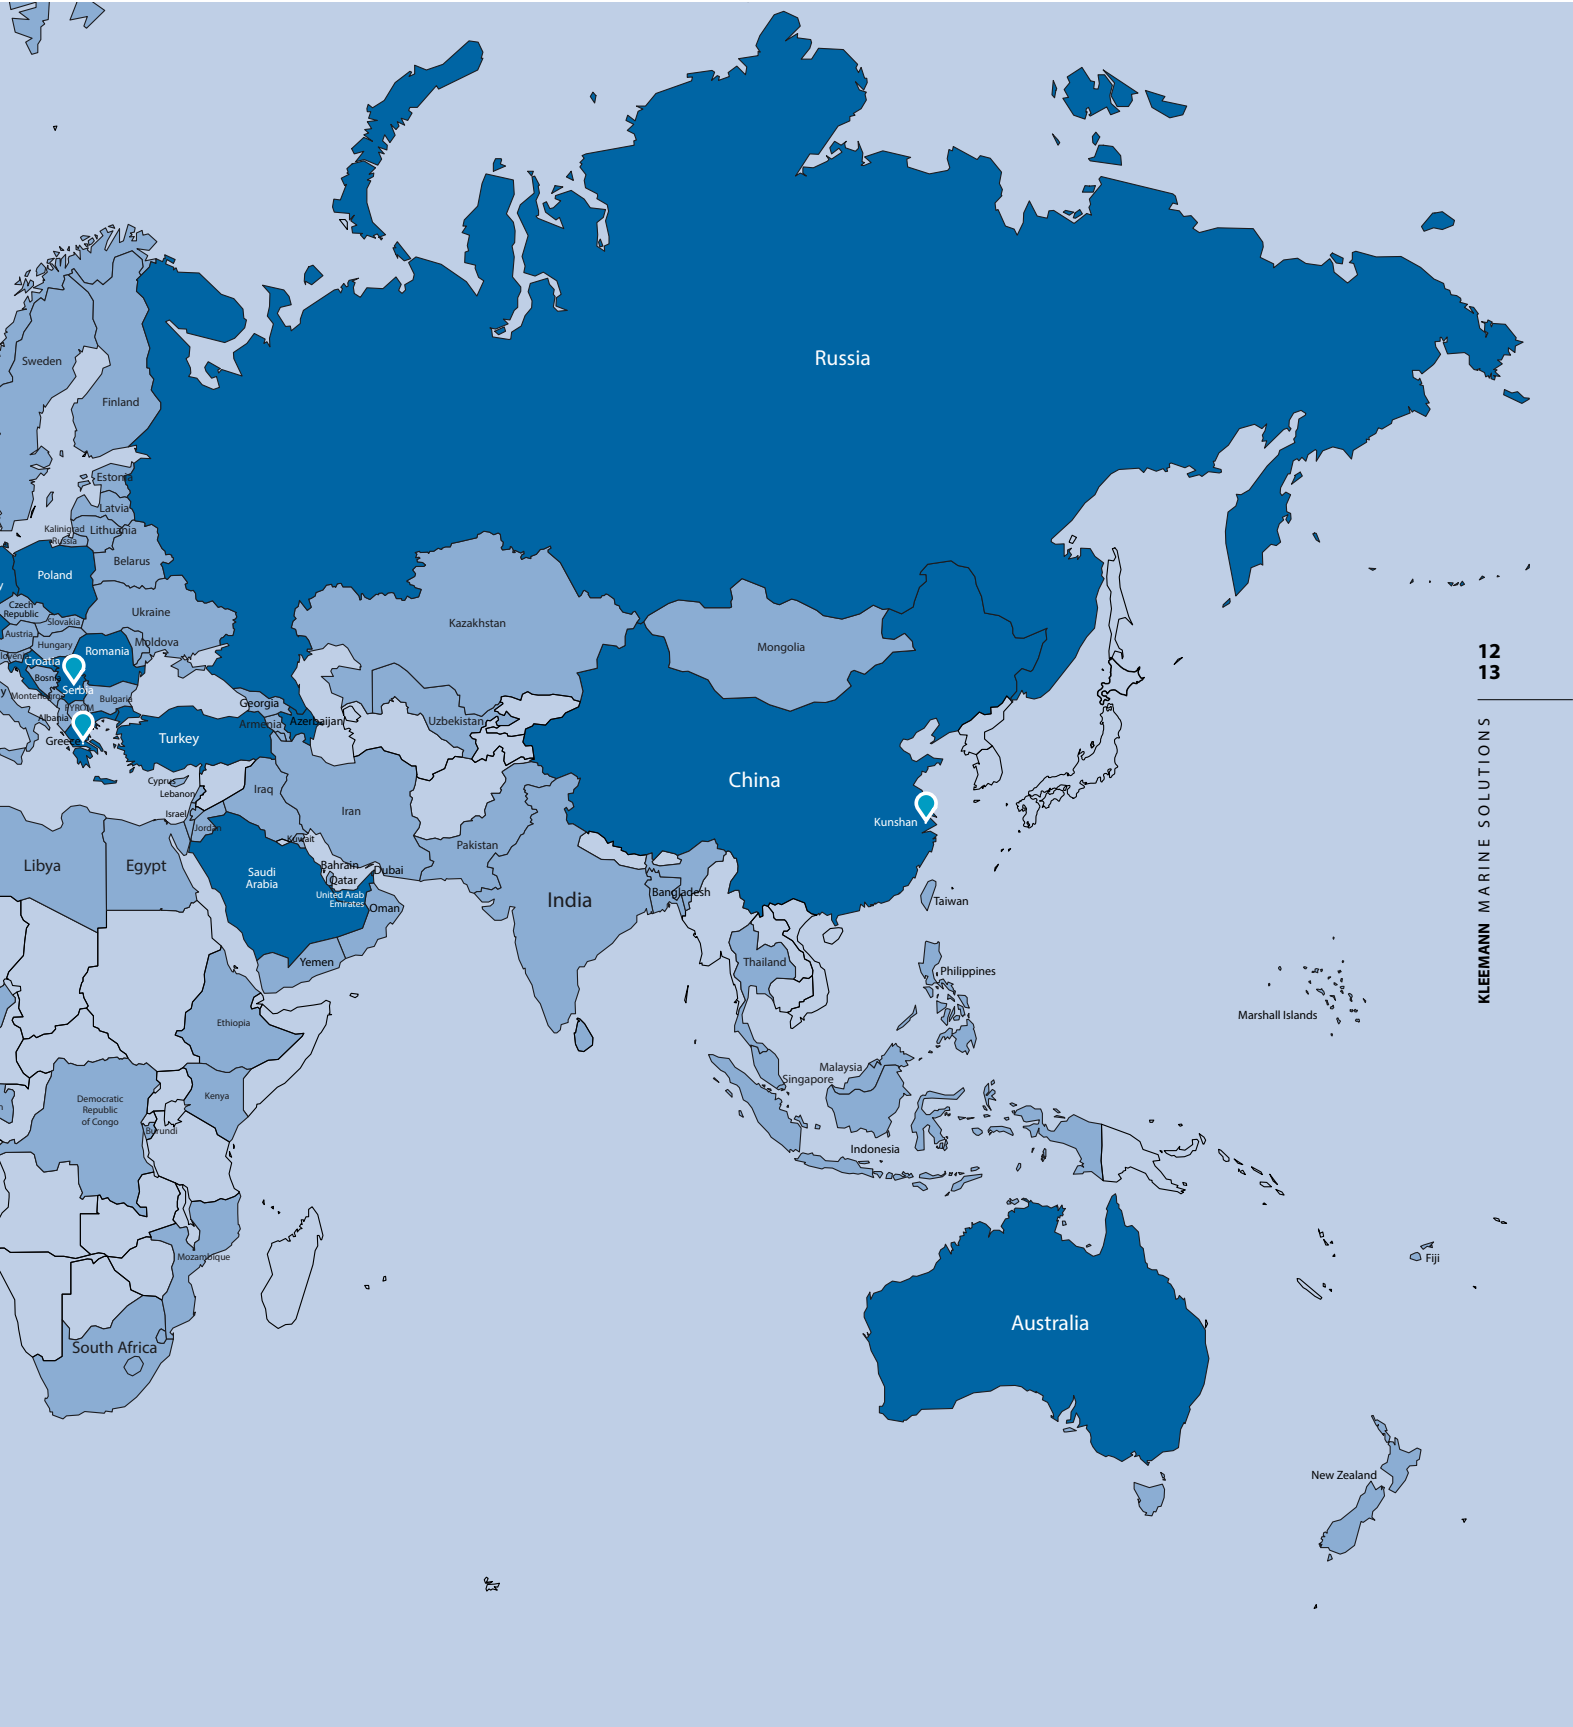 Russia
Sweden
Finland
Estonia
Latvia
Kalinigrad
Russia
Lithuania
Belarus
Poland
y
Czech
Republic
Slovakia
Ukraine
Austria
Hungary
Moldova
Kazakhstan
Mongolia
Romania
Croatia
Bosnia
Serbia
Montenegro
Bulgaria
y
FYROM
Albania
Georgia
Armenia
Azerbaijan
Uzbekistan
Greece
Turkey
China
Cyprus
Lebanon
Israel
Jordan
Iraq
Iran
Kuwait
Kunshan
Pakistan
Libya
Egypt
Saudi
Arabia
Bahrain
Qatar
Dubai
United Arab
Emirates
Oman
Yemen
India
Bangladesh
Taiwan
Thailand
Philippines
Marshall Islands
Ethiopia
Kenya
Democratic
Republic
of Congo
Burundi
Malaysia
Singapore
Indonesia
Mozambique
Fiji
South Africa
Australia
New Zealand
12
13
KLEEMANN MARINE SOLUTIONS